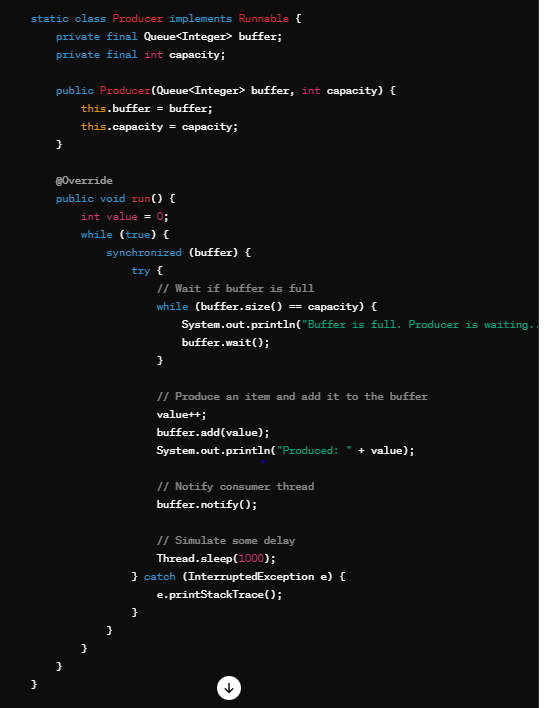 static class Producer implements Runnable {
    private final Queue<Integer> buffer;
    private final int capacity;

    public Producer(Queue<Integer> buffer, int capacity) {
        this.buffer = buffer;
        this.capacity = capacity;
    }

    @Override
    public void run() {
        int value = 0;
        while (true) {
            synchronized (buffer) {
                try {
                    // Wait if buffer is full
                    while (buffer.size() == capacity) {
                        System.out.println("Buffer is full. Producer is waiting..
                        buffer.wait();
                    }

                    // Produce an item and add it to the buffer
                    value++;
                    buffer.add(value);
                    System.out.println("Produced: " + value);

                    // Notify consumer thread
                    buffer.notify();

                    // Simulate some delay
                    Thread.sleep(1000);
                } catch (InterruptedException e) {
                    e.printStackTrace();
                }
            }
        }
    }
}